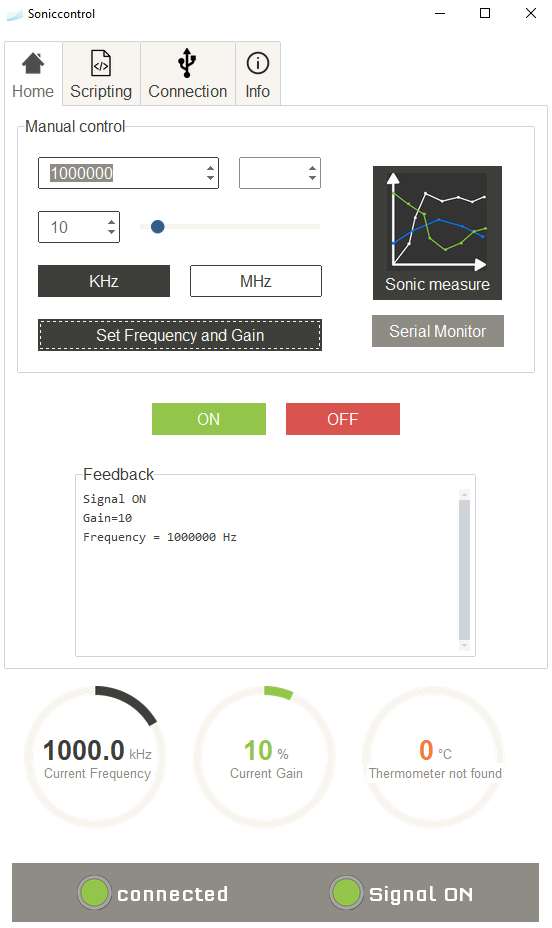 Soniccontrol
Home Scripting Connection Info
Manual control
1000000
10
KHz MHz
Set Frequency and Gain
Sonic measure
Serial Monitor
ON OFF
Feedback
Signal ON
Gain=10
Frequency = 1000000 Hz
1000.0 kHz
Current Frequency
10 %
Current Gain
0 °C
Thermometer not found
connected Signal ON